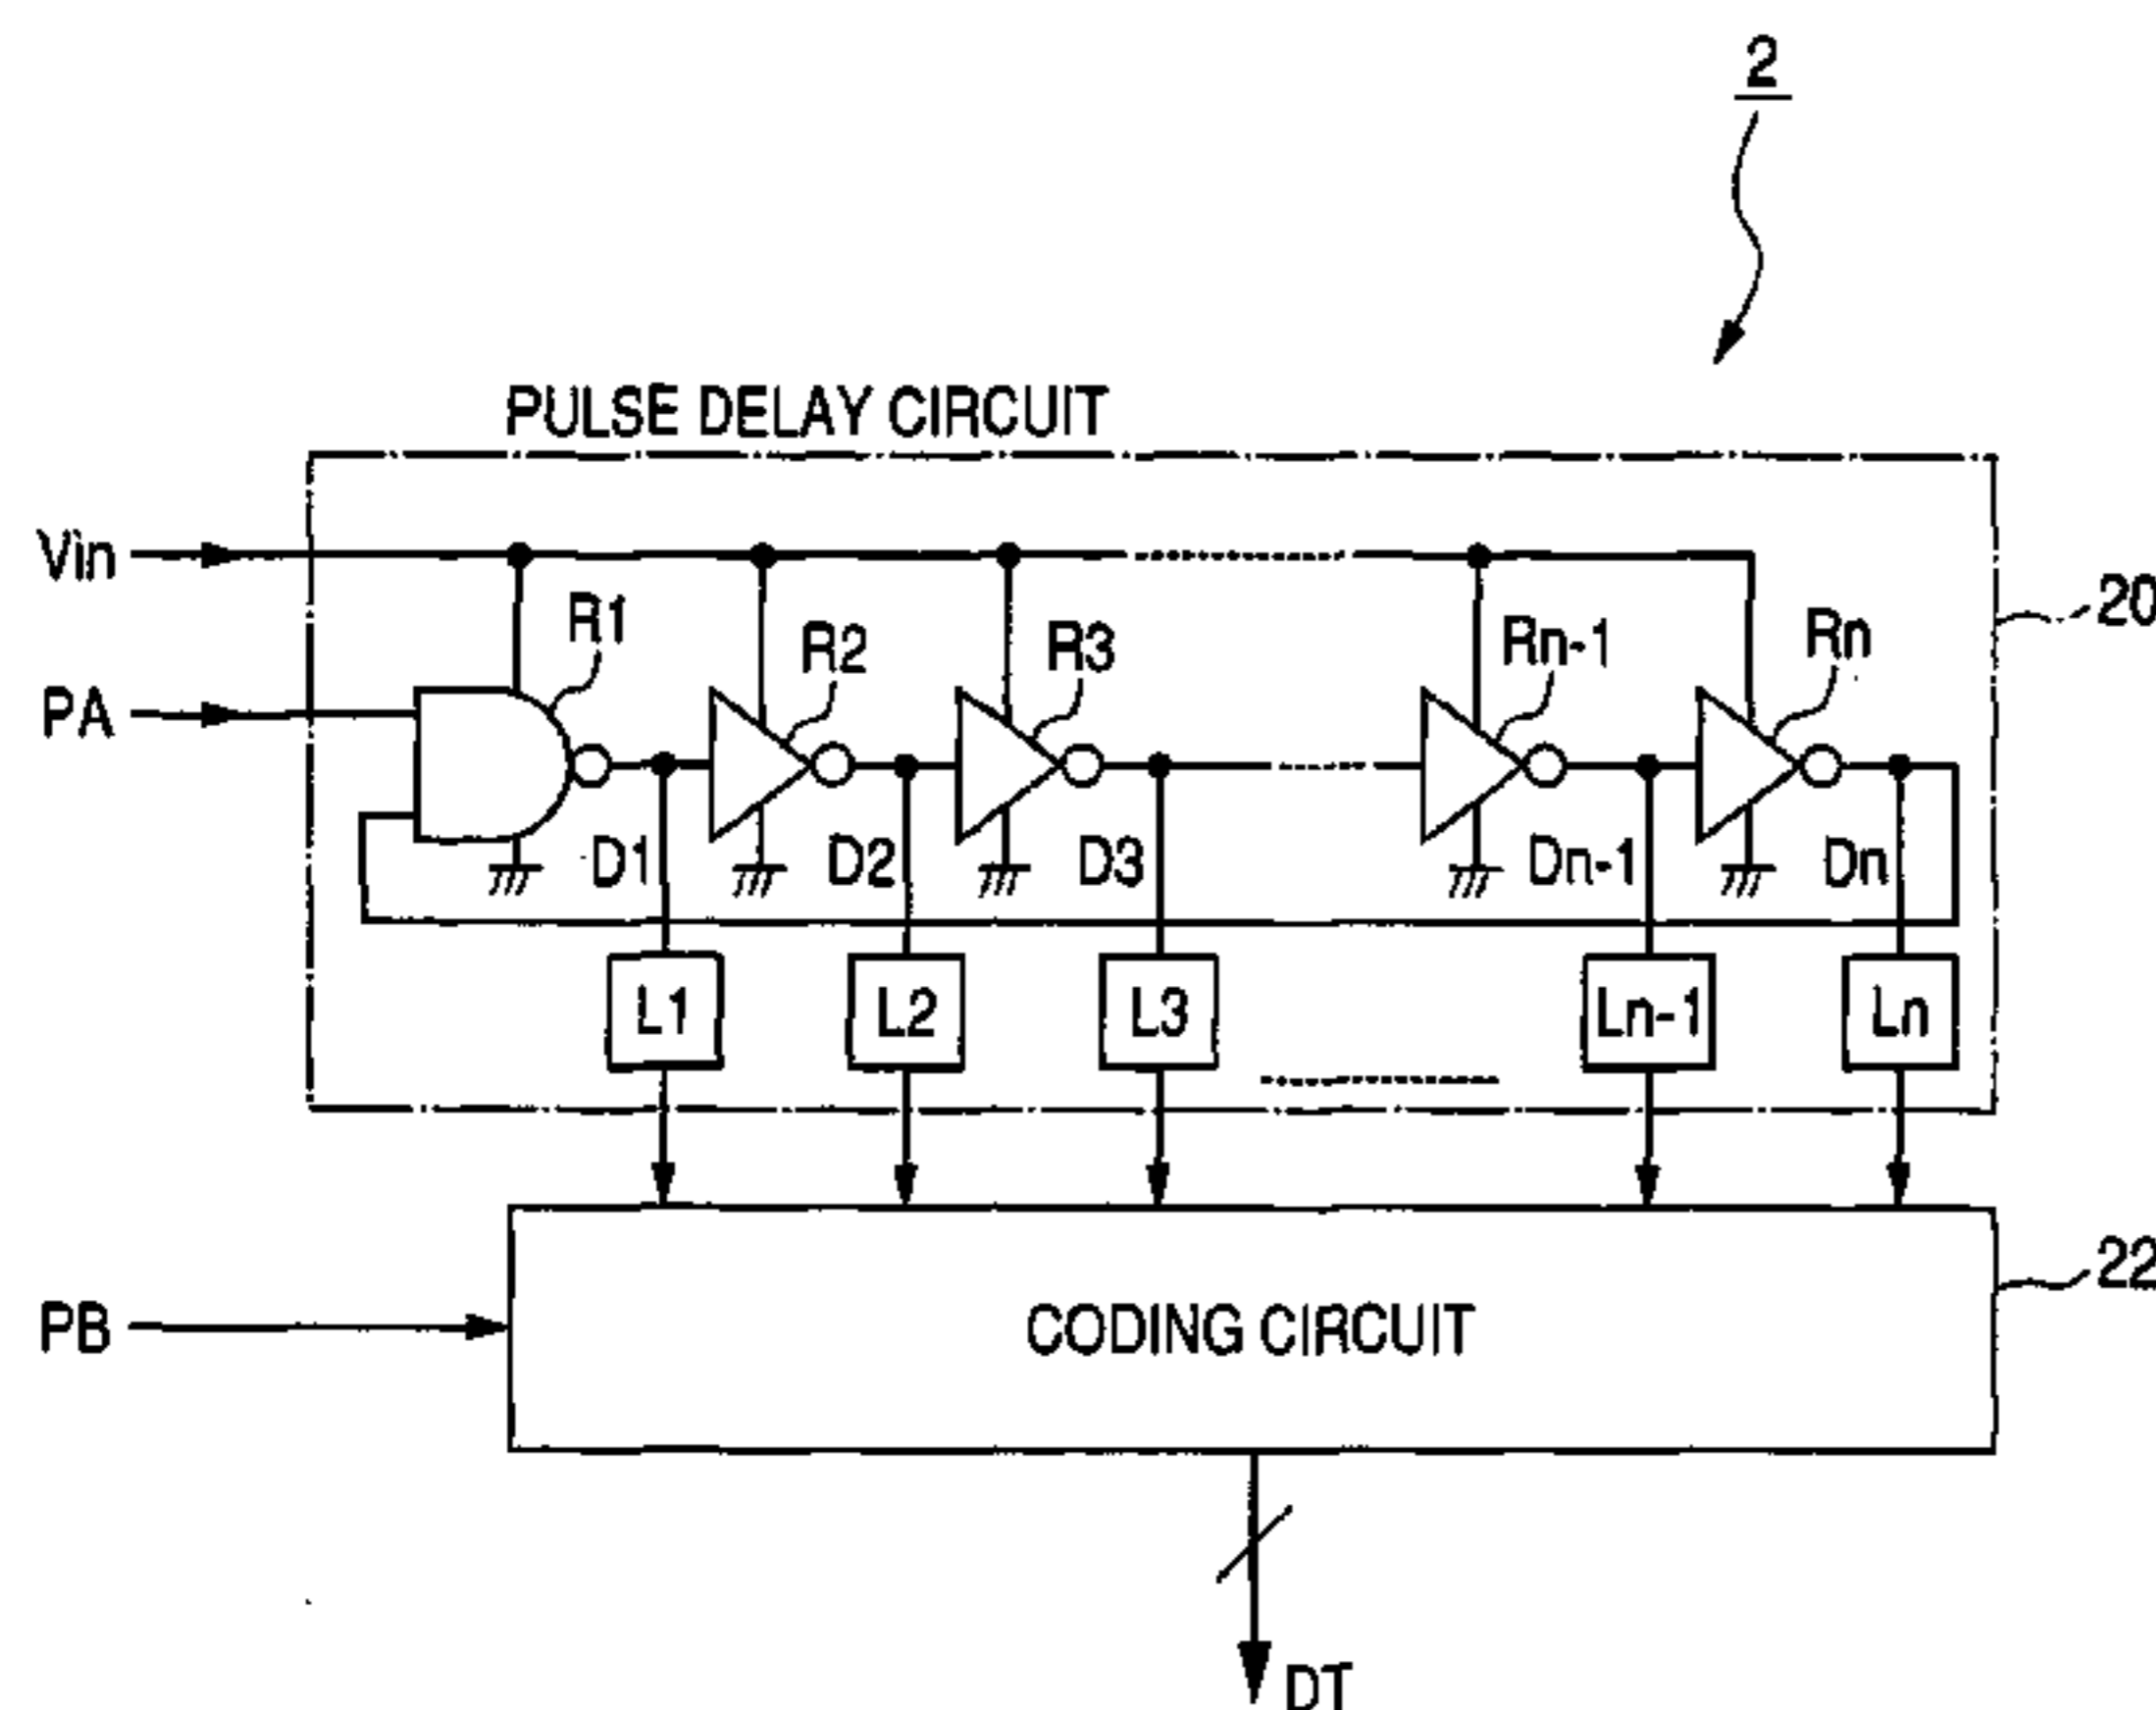 2
PULSE DELAY CIRCUIT
Vin
20
R1
R2
R3
Rn-1
Rn
PA
D1
D2
D3
Dn-1
Dn
L1
L2
L3
Ln-1
Ln
22
PB
CODING CIRCUIT
DT